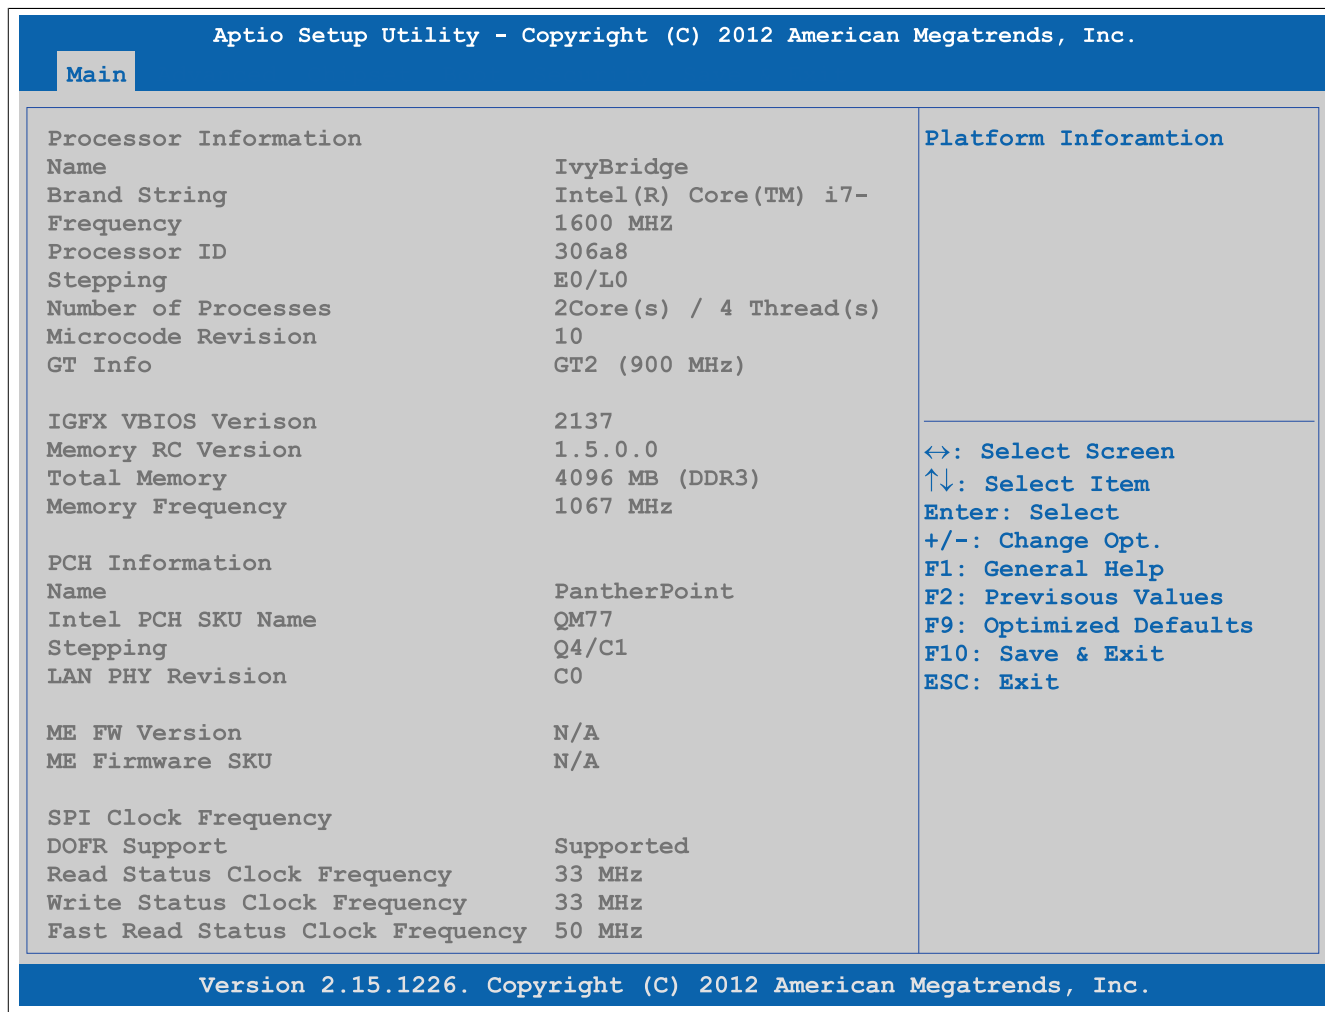 Aptio Setup Utility - Copyright (C) 2012 American Megatrends, Inc.
Main
Processor Information
Name IvyBridge
Brand String Intel(R) Core(TM) i7-
Frequency 1600 MHZ
Processor ID 306a8
Stepping E0/L0
Number of Processes 2Core(s) / 4 Thread(s)
Microcode Revision 10
GT Info GT2 (900 MHz)
IGFX VBIOS Verison 2137
Memory RC Version 1.5.0.0
Total Memory 4096 MB (DDR3)
Memory Frequency 1067 MHz
PCH Information
Name PantherPoint
Intel PCH SKU Name QM77
Stepping Q4/C1
LAN PHY Revision C0
ME FW Version N/A
ME Firmware SKU N/A
SPI Clock Frequency
DOFR Support Supported
Read Status Clock Frequency 33 MHz
Write Status Clock Frequency 33 MHz
Fast Read Status Clock Frequency 50 MHz
Platform Inforamtion
↔: Select Screen
↑↓: Select Item
Enter: Select
+/-: Change Opt.
F1: General Help
F2: Previsous Values
F9: Optimized Defaults
F10: Save & Exit
ESC: Exit
Version 2.15.1226. Copyright (C) 2012 American Megatrends, Inc.